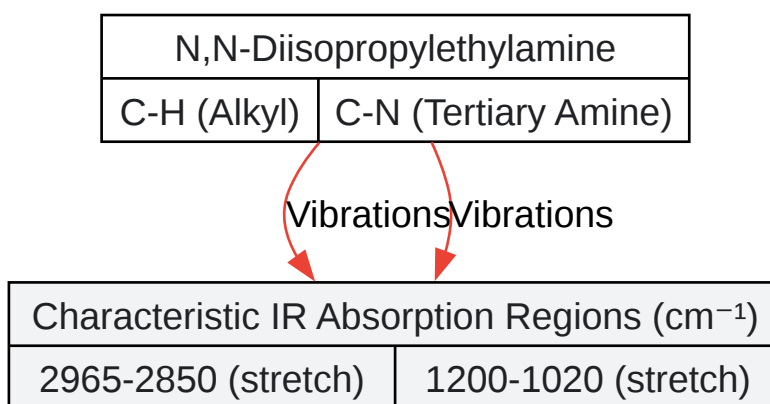 N,N-Diisopropylethylamine
C-H (Alkyl) C-N (Tertiary Amine)
Vibrations Vibrations
Characteristic IR Absorption Regions (cm⁻¹)
2965-2850 (stretch) 1200-1020 (stretch)